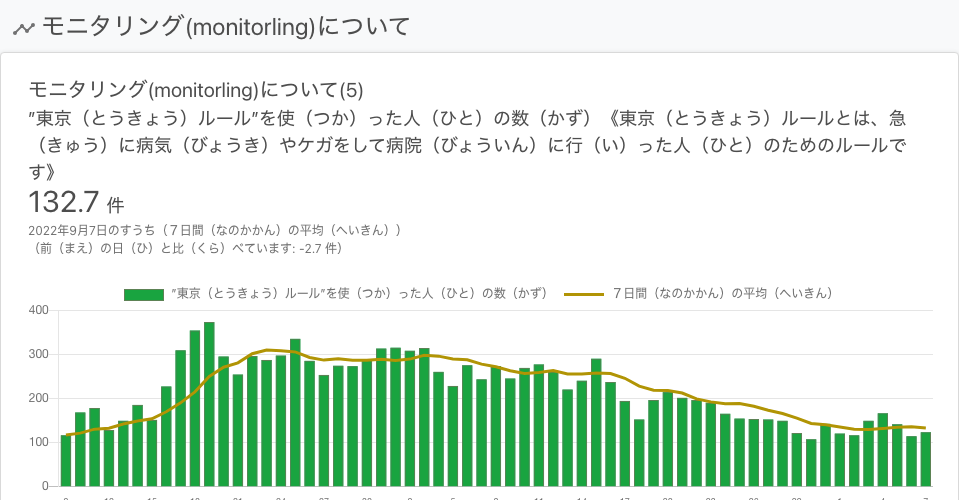 モニタリング(monitorling)について
モニタリング(monitorling)について(5)
”東京（とうきょう）ルール”を使（つか）った人（ひと）の数（かず）《東京（とうきょう）ルールとは、急
（きゅう）に病気（びょうき）やケガをして病院（びょういん）に行（い）った人（ひと）のためのルールで
す》
132.7 件
2022年9月7日のすうち（７日間（なのかかん）の平均（へいきん））
（前（まえ）の日（ひ）と比（くら）べています: -2.7 件）
”東京（とうきょう）ルール”を使（つか）った人（ひと）の数（かず） ７日間（なのかかん）の平均（へいきん）
400
300
200
100
0